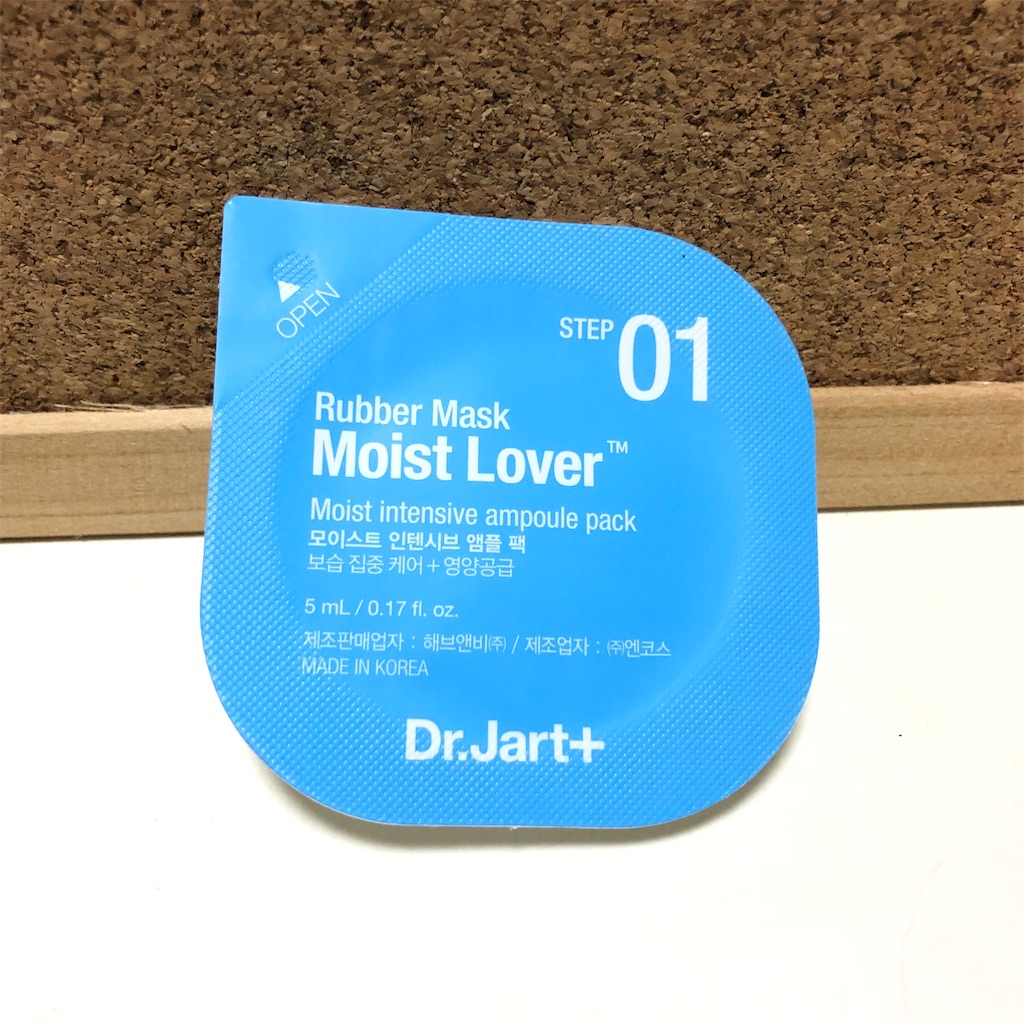 OPEN
STEP 01
Rubber Mask
Moist Lover™
Moist intensive ampoule pack
모이스트 인텐시브 앰플 팩
보습 집중 케어 + 영양공급
5 mL / 0.17 fl. oz.
제조판매업자 : 해브앤비㈜ / 제조업자 : ㈜엔코스
MADE IN KOREA
Dr.Jart+